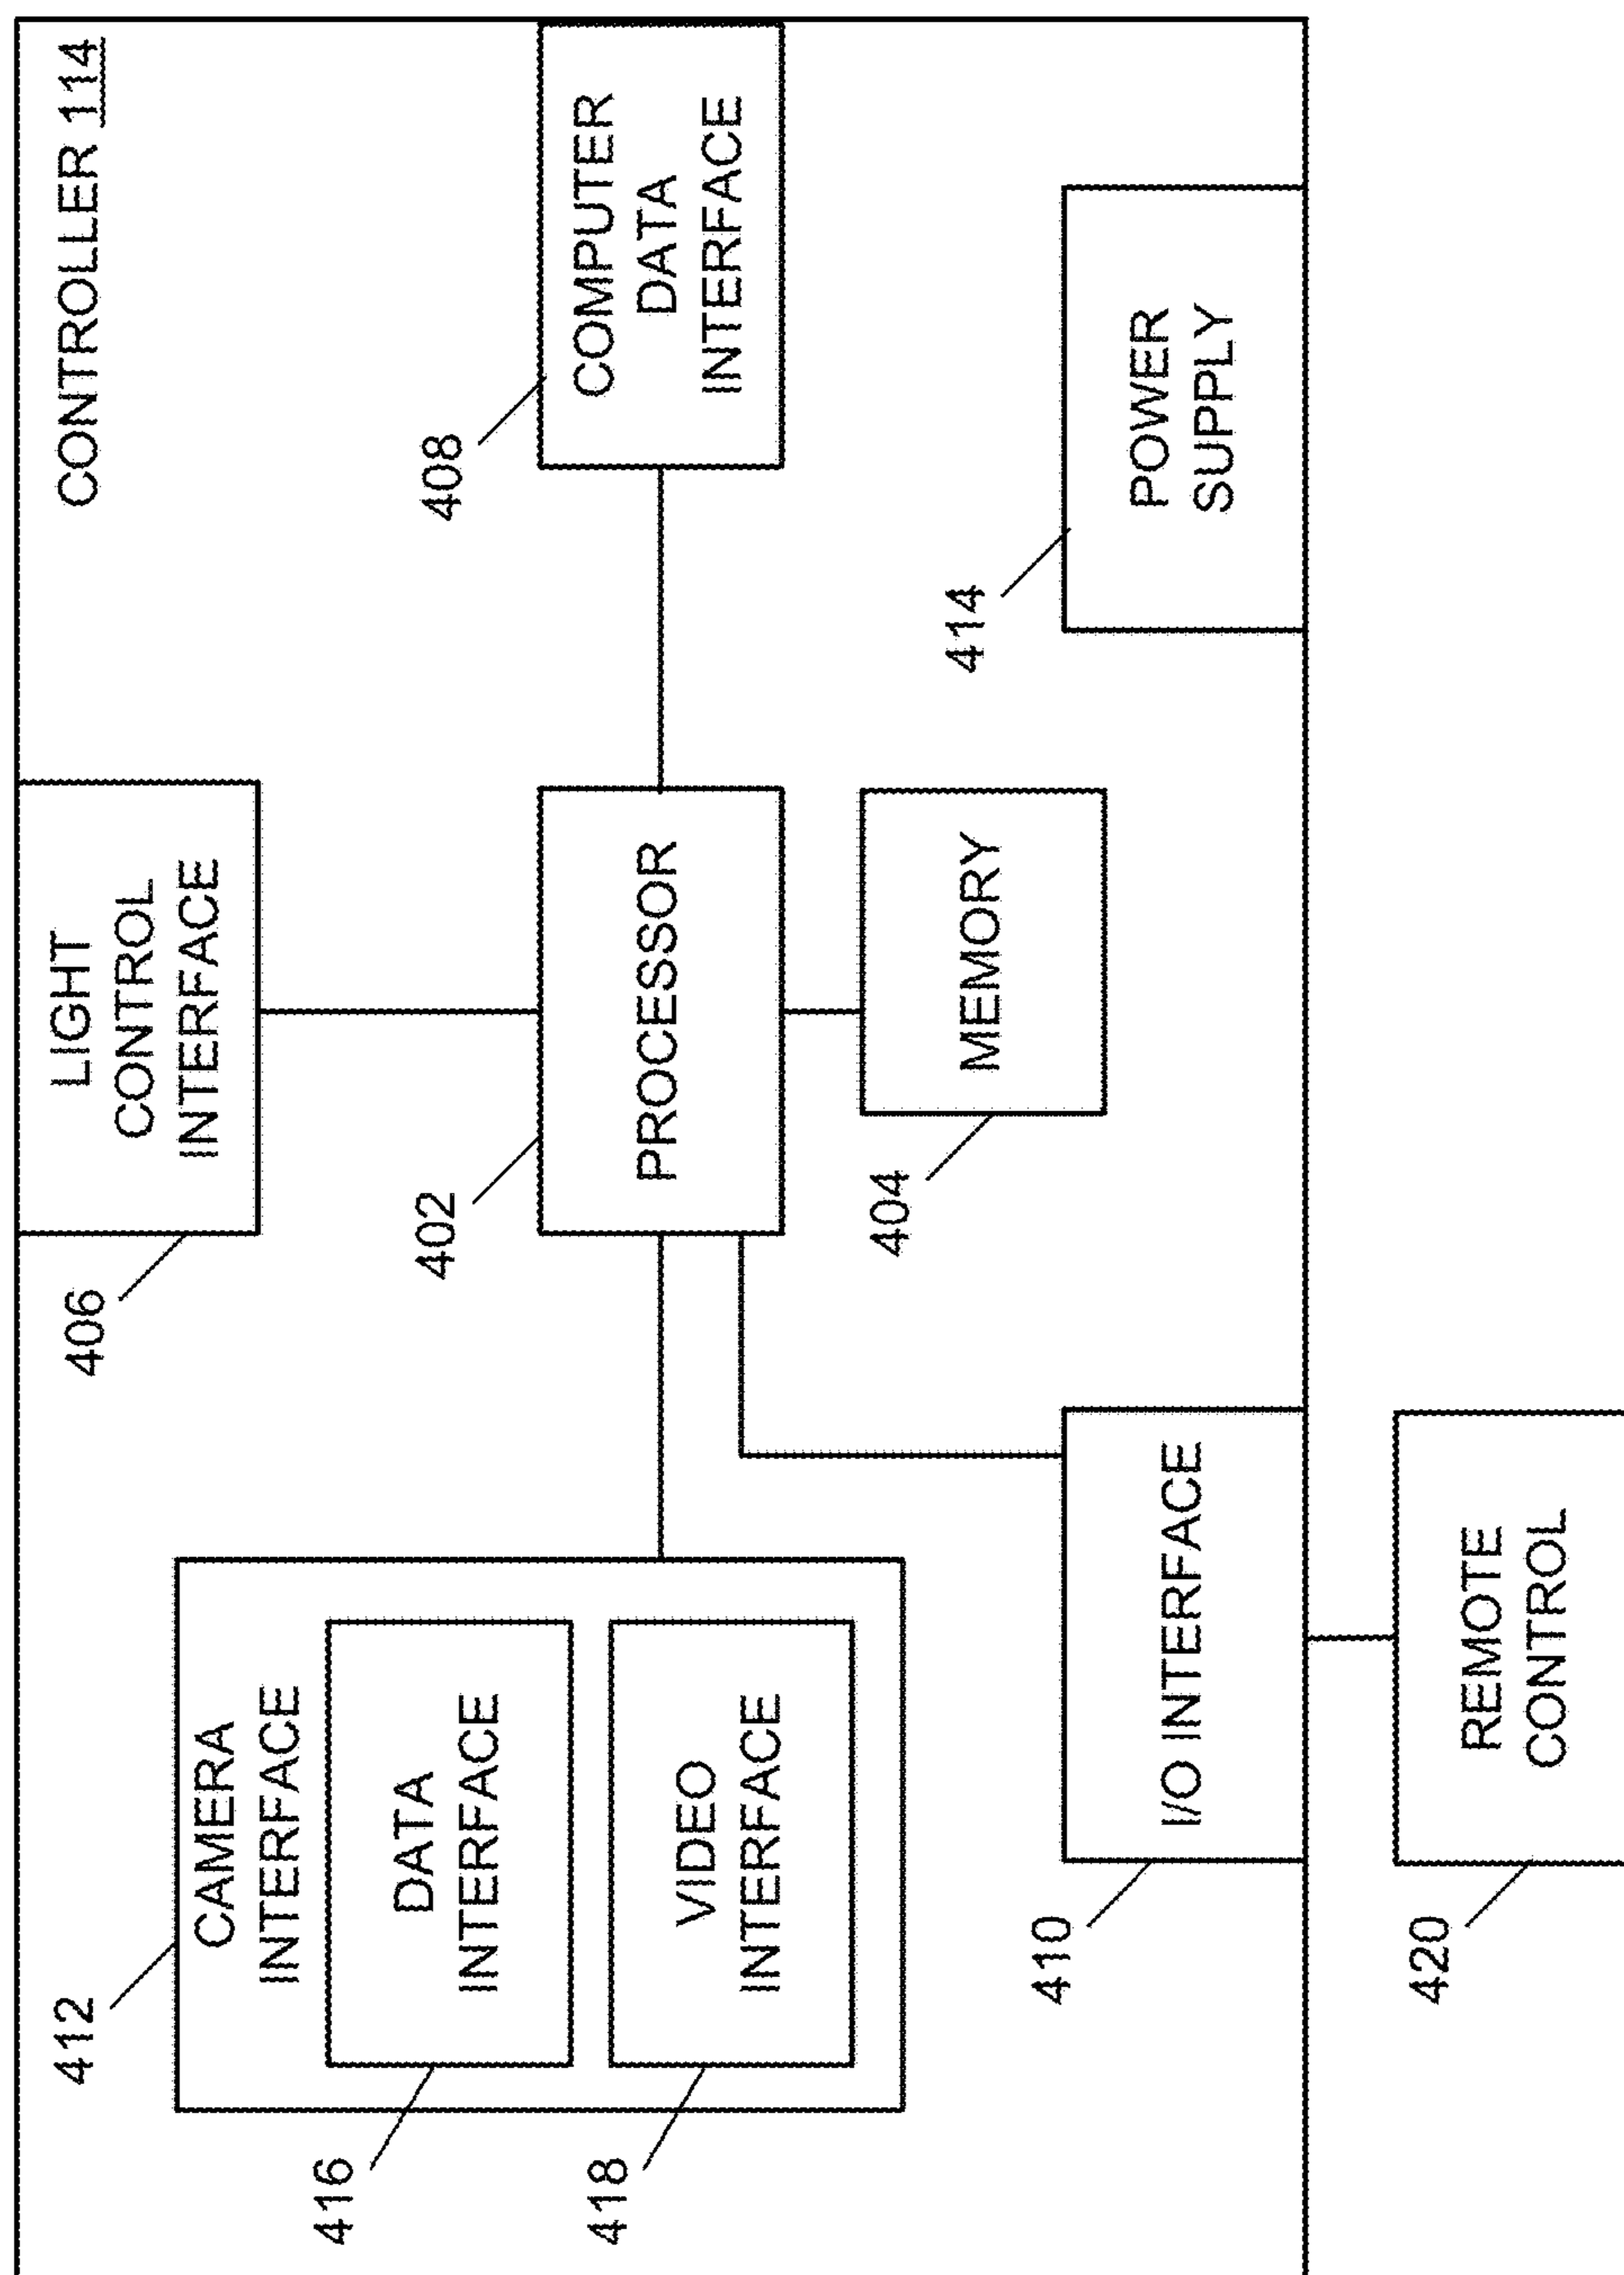 CONTROLLER 114
412
CAMERA
INTERFACE
416
DATA
INTERFACE
418
VIDEO
INTERFACE
406
LIGHT
CONTROL
INTERFACE
402
PROCESSOR
404
MEMORY
408
COMPUTER
DATA
INTERFACE
410
I/O INTERFACE
414
POWER
SUPPLY
420
REMOTE
CONTROL